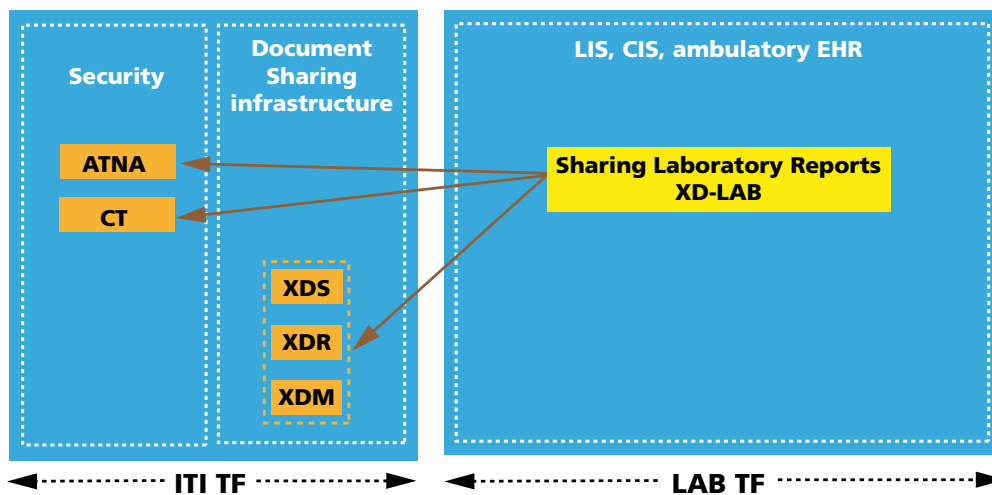 Security
Document
Sharing
infrastructure
ATNA
CT
XDS
XDR
XDM
LIS, CIS, ambulatory EHR
Sharing Laboratory Reports
XD-LAB
ITI TF
LAB TF